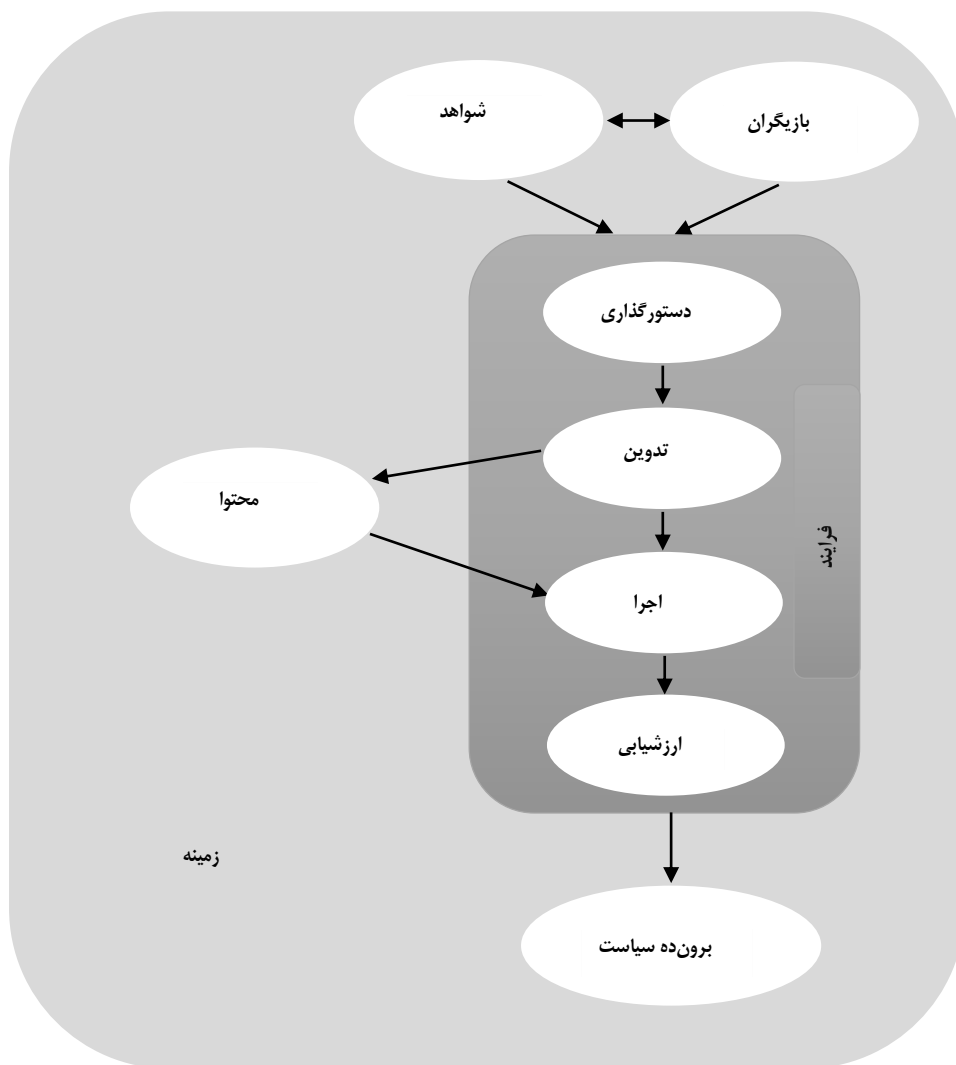 بازیگران
شواهد
دستورگذاری
تدوین
محتوا
فرایند
اجرا
ارزشیابی
زمینه
برون‌ده سیاست